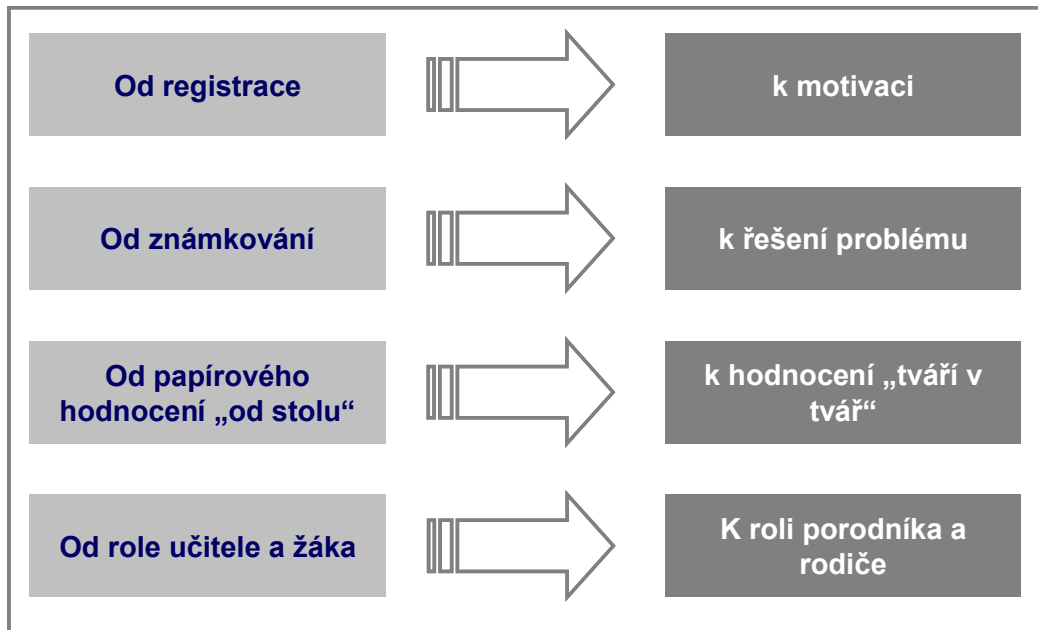 Od registrace
k motivaci
Od známkování
k řešení problému
Od papírového
hodnocení „od stolu“
k hodnocení „tváří v
tvář“
Od role učitele a žáka
K roli porodníka a
rodiče